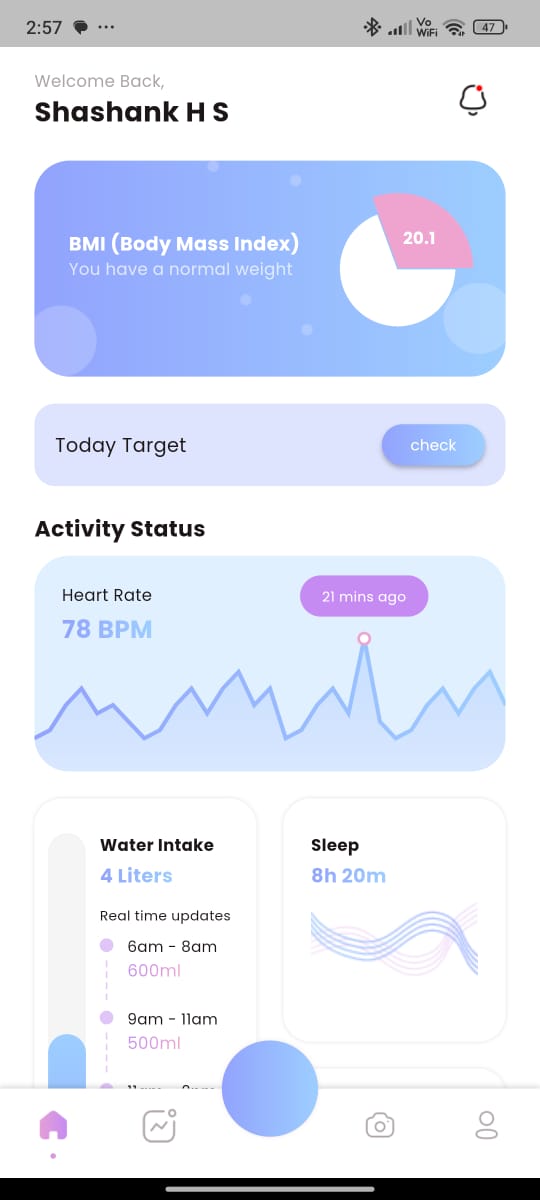 2:57
Vo
WiFi
47
Welcome Back,
Shashank H S
BMI (Body Mass Index)
You have a normal weight
20.1
Today Target
check
Activity Status
Heart Rate
78 BPM
21 mins ago
Water Intake
4 Liters
Real time updates
6am - 8am
600ml
9am - 11am
500ml
Sleep
8h 20m